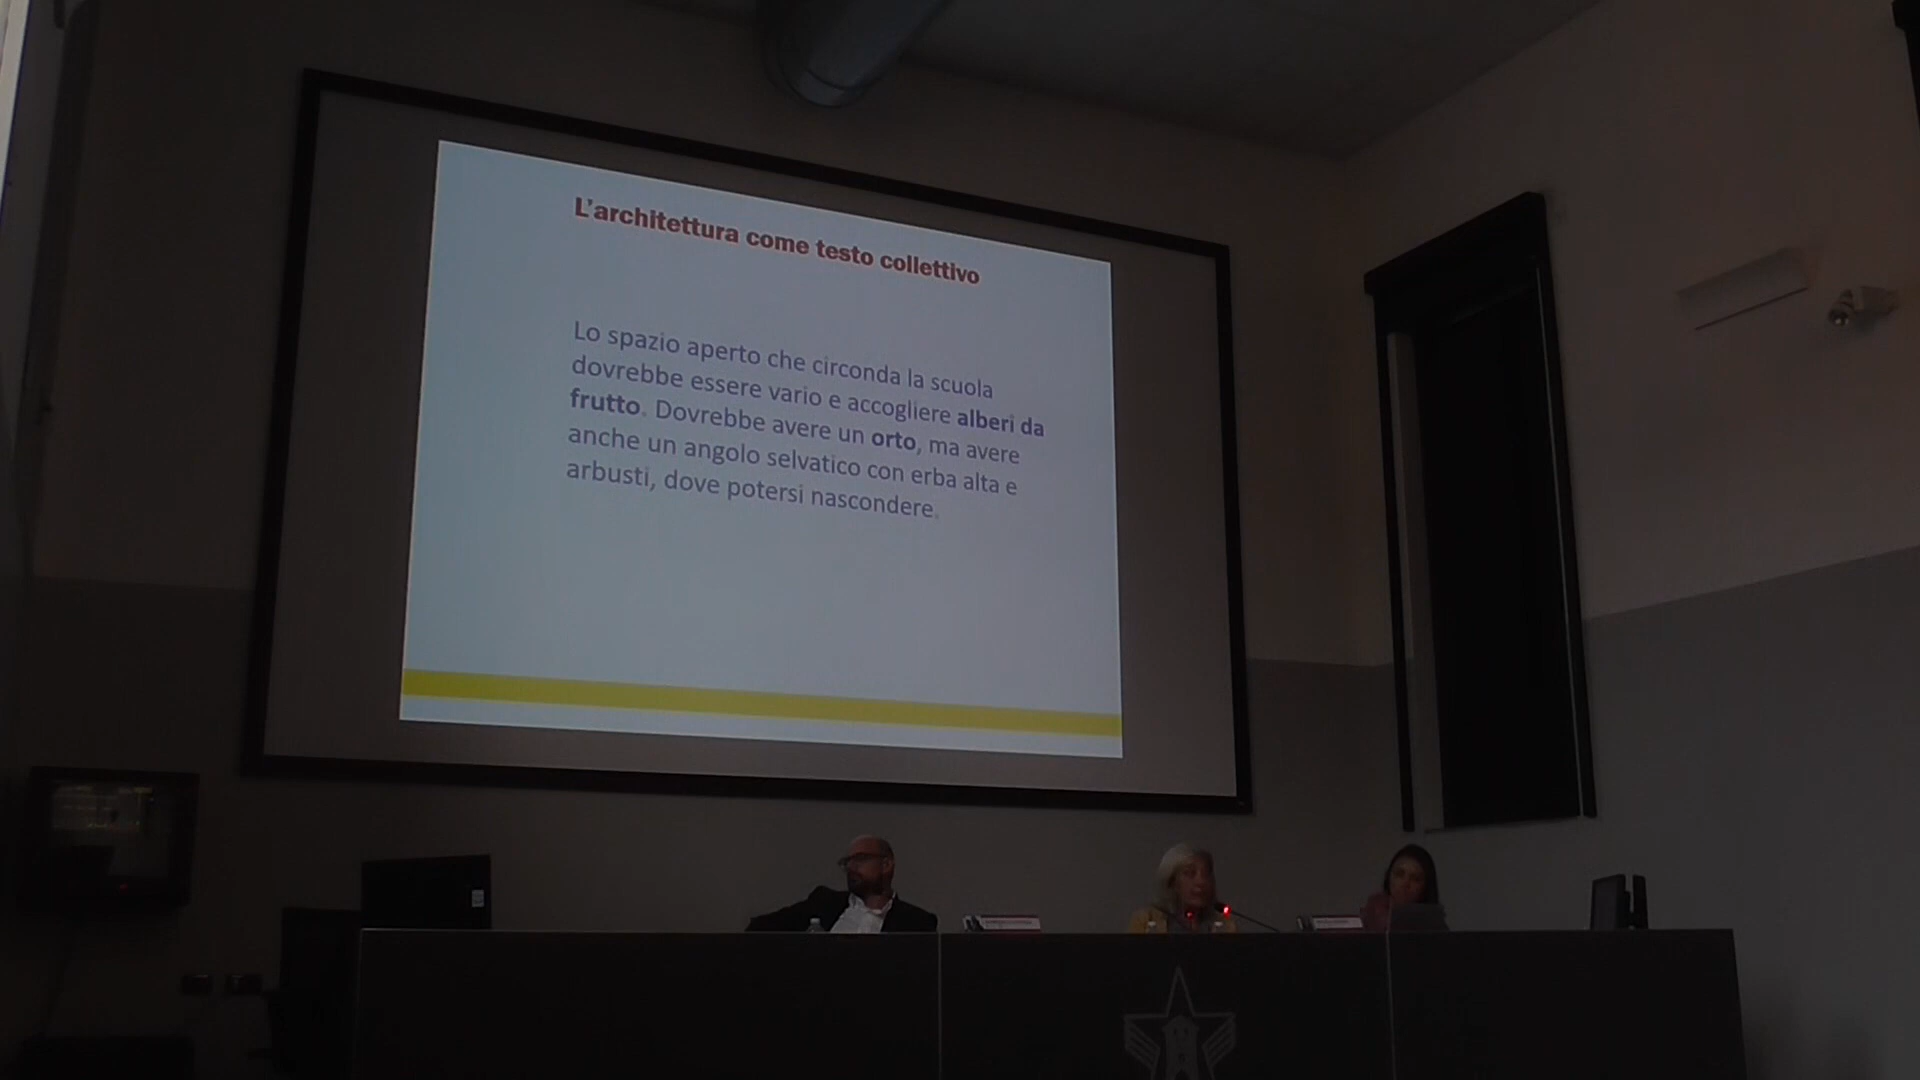 L'architettura come testo collettivo
Lo spazio aperto che circonda la scuola
dovrebbe essere vario e accogliere alberi da
frutto. Dovrebbe avere un orto, ma avere
anche un angolo selvatico con erba alta e
arbusti, dove potersi nascondere.